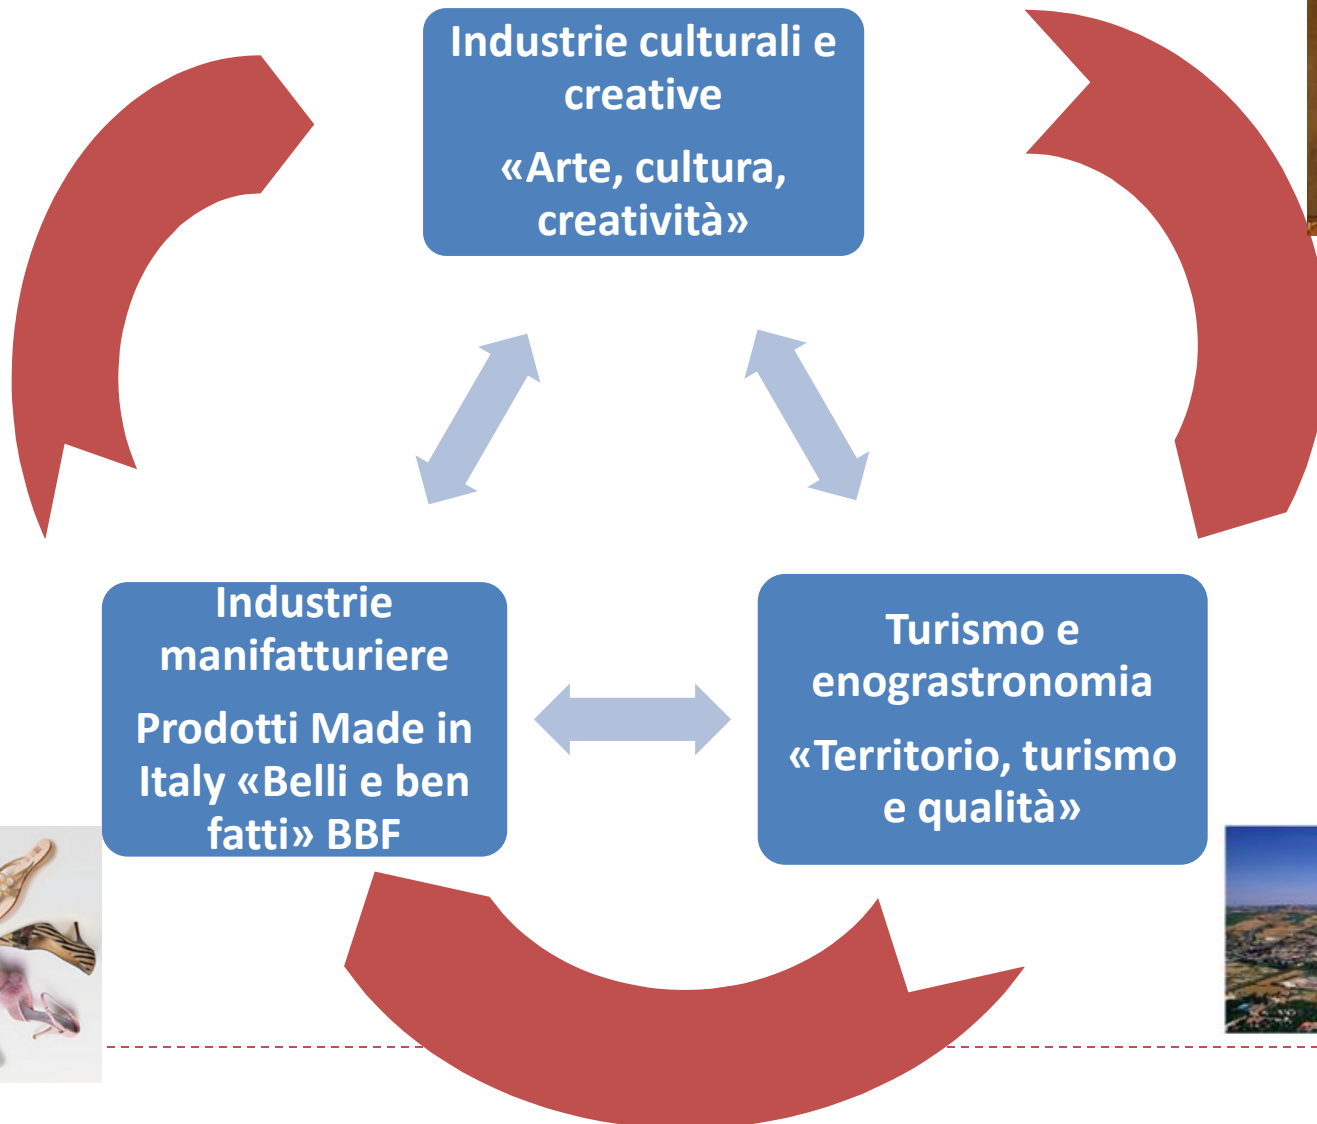 Industrie culturali e
creative
«Arte, cultura,
creatività»
Industrie
manifatturiere
Prodotti Made in
Italy «Belli e ben
fatti» BBF
Turismo e
enograstronomia
«Territorio, turismo
e qualità»